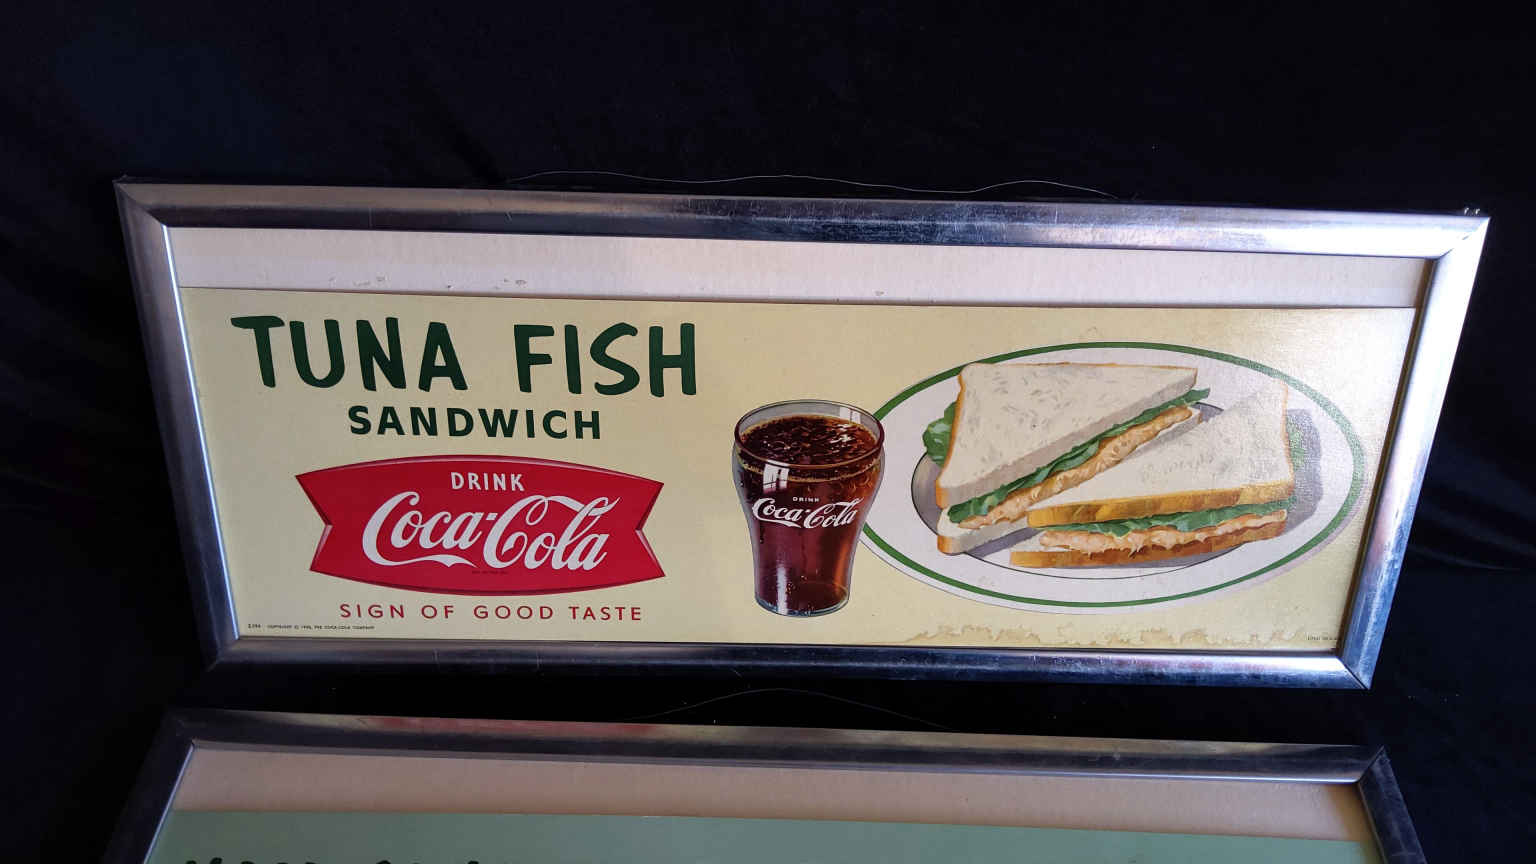 TUNA FISH
SANDWICH
DRINK
Coca-Cola
SIGN OF GOOD TASTE
DRINK
Coca-Cola